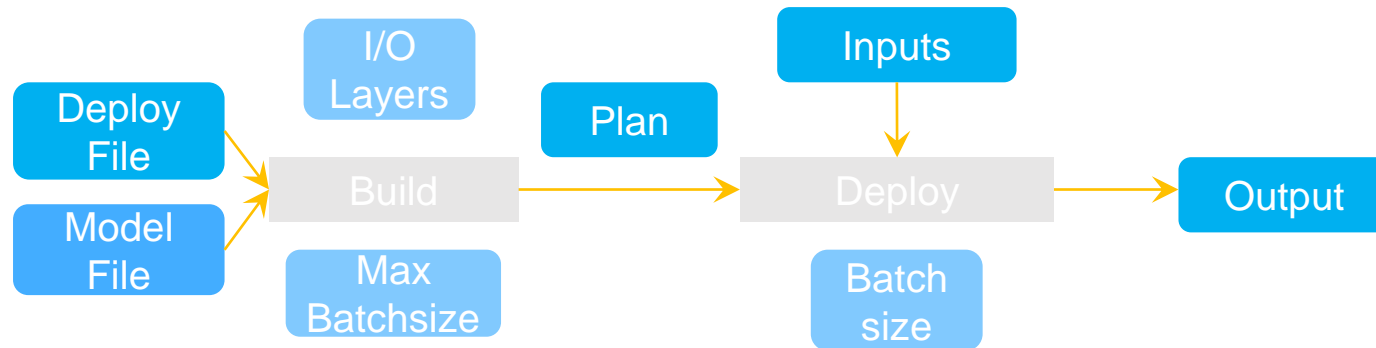 Deploy
File
Model
File
I/O
Layers
Build
Max
Batchsize
Plan
Inputs
Deploy
Batch
size
Output